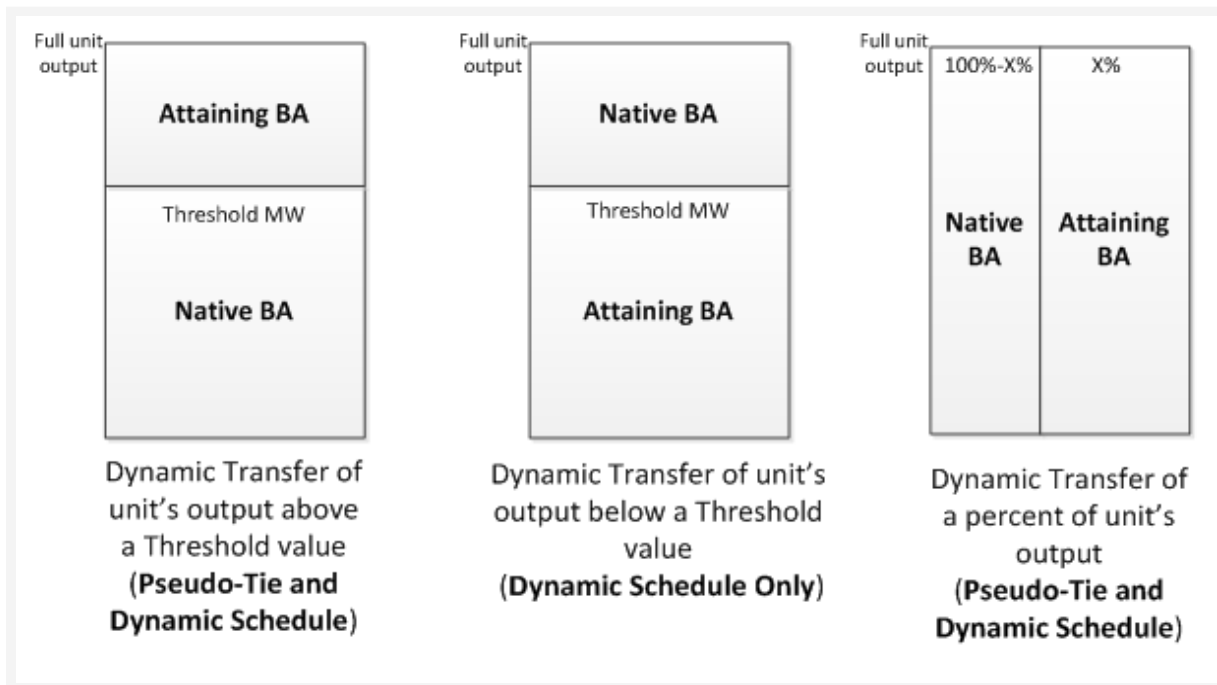 Full unit
output
Attaining BA
Threshold MW
Native BA
Dynamic Transfer of
unit's output above
a Threshold value
(Pseudo-Tie and
Dynamic Schedule)
Full unit
output
Native BA
Threshold MW
Attaining BA
Dynamic Transfer of unit's
output below a Threshold
value
(Dynamic Schedule Only)
Full unit
output
100%-X%
X%
Native
BA
Attaining
BA
Dynamic Transfer of
a percent of unit's
output
(Pseudo-Tie and
Dynamic Schedule)